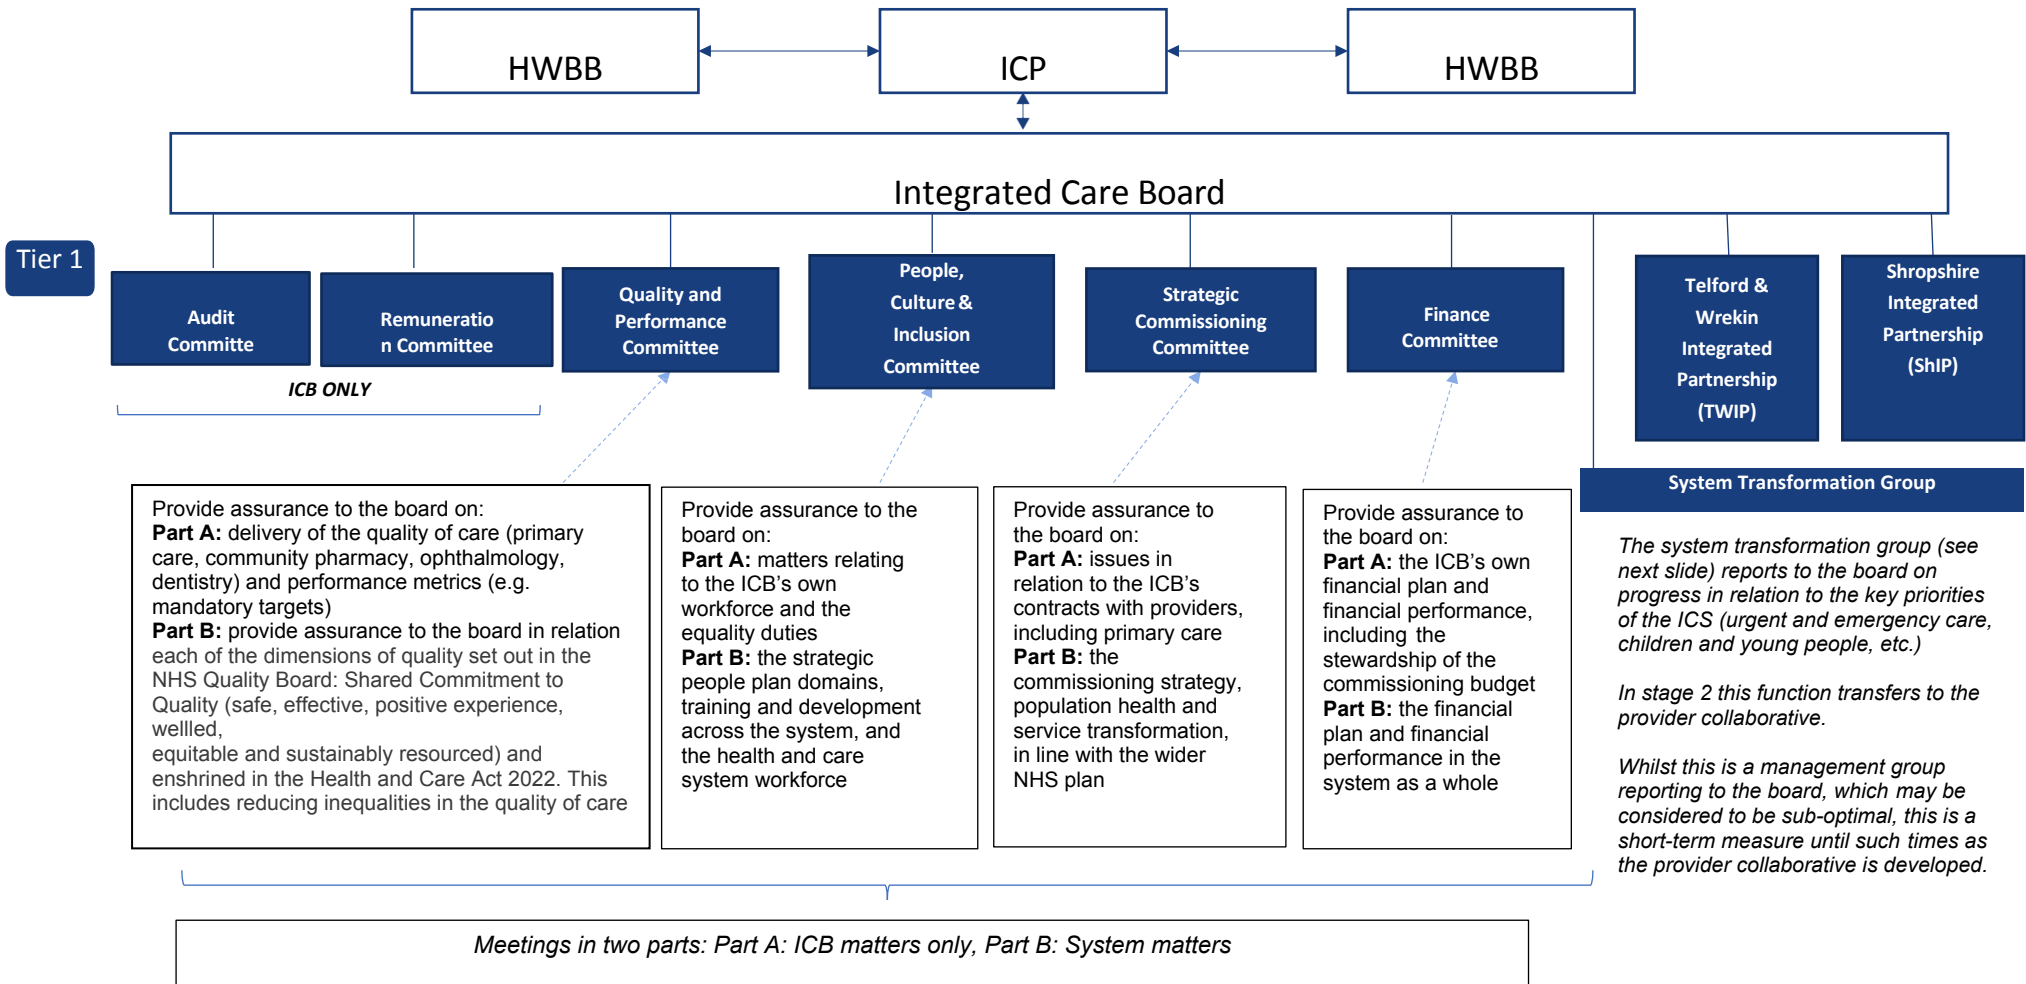 HWBB
ICP
HWBB
Integrated Care Board
Tier 1
Audit
Committe
Remuneratio
n Committee
ICB ONLY
Quality and
Performance
Committee
People,
Culture &
Inclusion
Committee
Strategic
Commissioning
Committee
Finance
Committee
Telford &
Wrekin
Integrated
Partnership
(TWIP)
Shropshire
Integrated
Partnership
(ShIP)
Provide assurance to the board on:
Part A: delivery of the quality of care (primary
care, community pharmacy, ophthalmology,
dentistry) and performance metrics (e.g.
mandatory targets)
Part B: provide assurance to the board in relation
each of the dimensions of quality set out in the
NHS Quality Board: Shared Commitment to
Quality (safe, effective, positive experience,
wellled,
equitable and sustainably resourced) and
enshrined in the Health and Care Act 2022. This
includes reducing inequalities in the quality of care
Provide assurance to the
board on:
Part A: matters relating
to the ICB's own
workforce and the
equality duties
Part B: the strategic
people plan domains,
training and development
across the system, and
the health and care
system workforce
Provide assurance to
the board on:
Part A: issues in
relation to the ICB's
contracts with providers,
including primary care
Part B: the
commissioning strategy,
population health and
service transformation,
in line with the wider
NHS plan
Provide assurance to
the board on:
Part A: the ICB's own
financial plan and
financial performance,
including the
stewardship of the
commissioning budget
Part B: the financial
plan and financial
performance in the
system as a whole
System Transformation Group
The system transformation group (see
next slide) reports to the board on
progress in relation to the key priorities
of the ICS (urgent and emergency care,
children and young people, etc.)
In stage 2 this function transfers to the
provider collaborative.
Whilst this is a management group
reporting to the board, which may be
considered to be sub-optimal, this is a
short-term measure until such times as
the provider collaborative is developed.
Meetings in two parts: Part A: ICB matters only, Part B: System matters